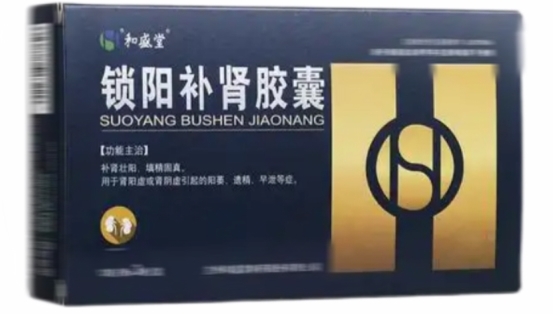 和盛堂
锁阳补肾胶囊
SUOYANG BUSHEN JIAONANG
【功能主治】
补肾壮阳，填精固真。
用于肾阳虚或肾阴虚引起的阳萎、遗精、早泄等症。